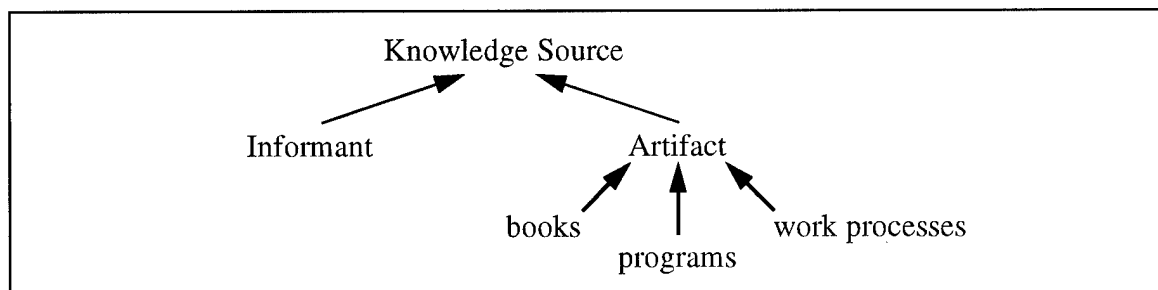 Knowledge Source
Informant
Artifact
books
work processes
programs